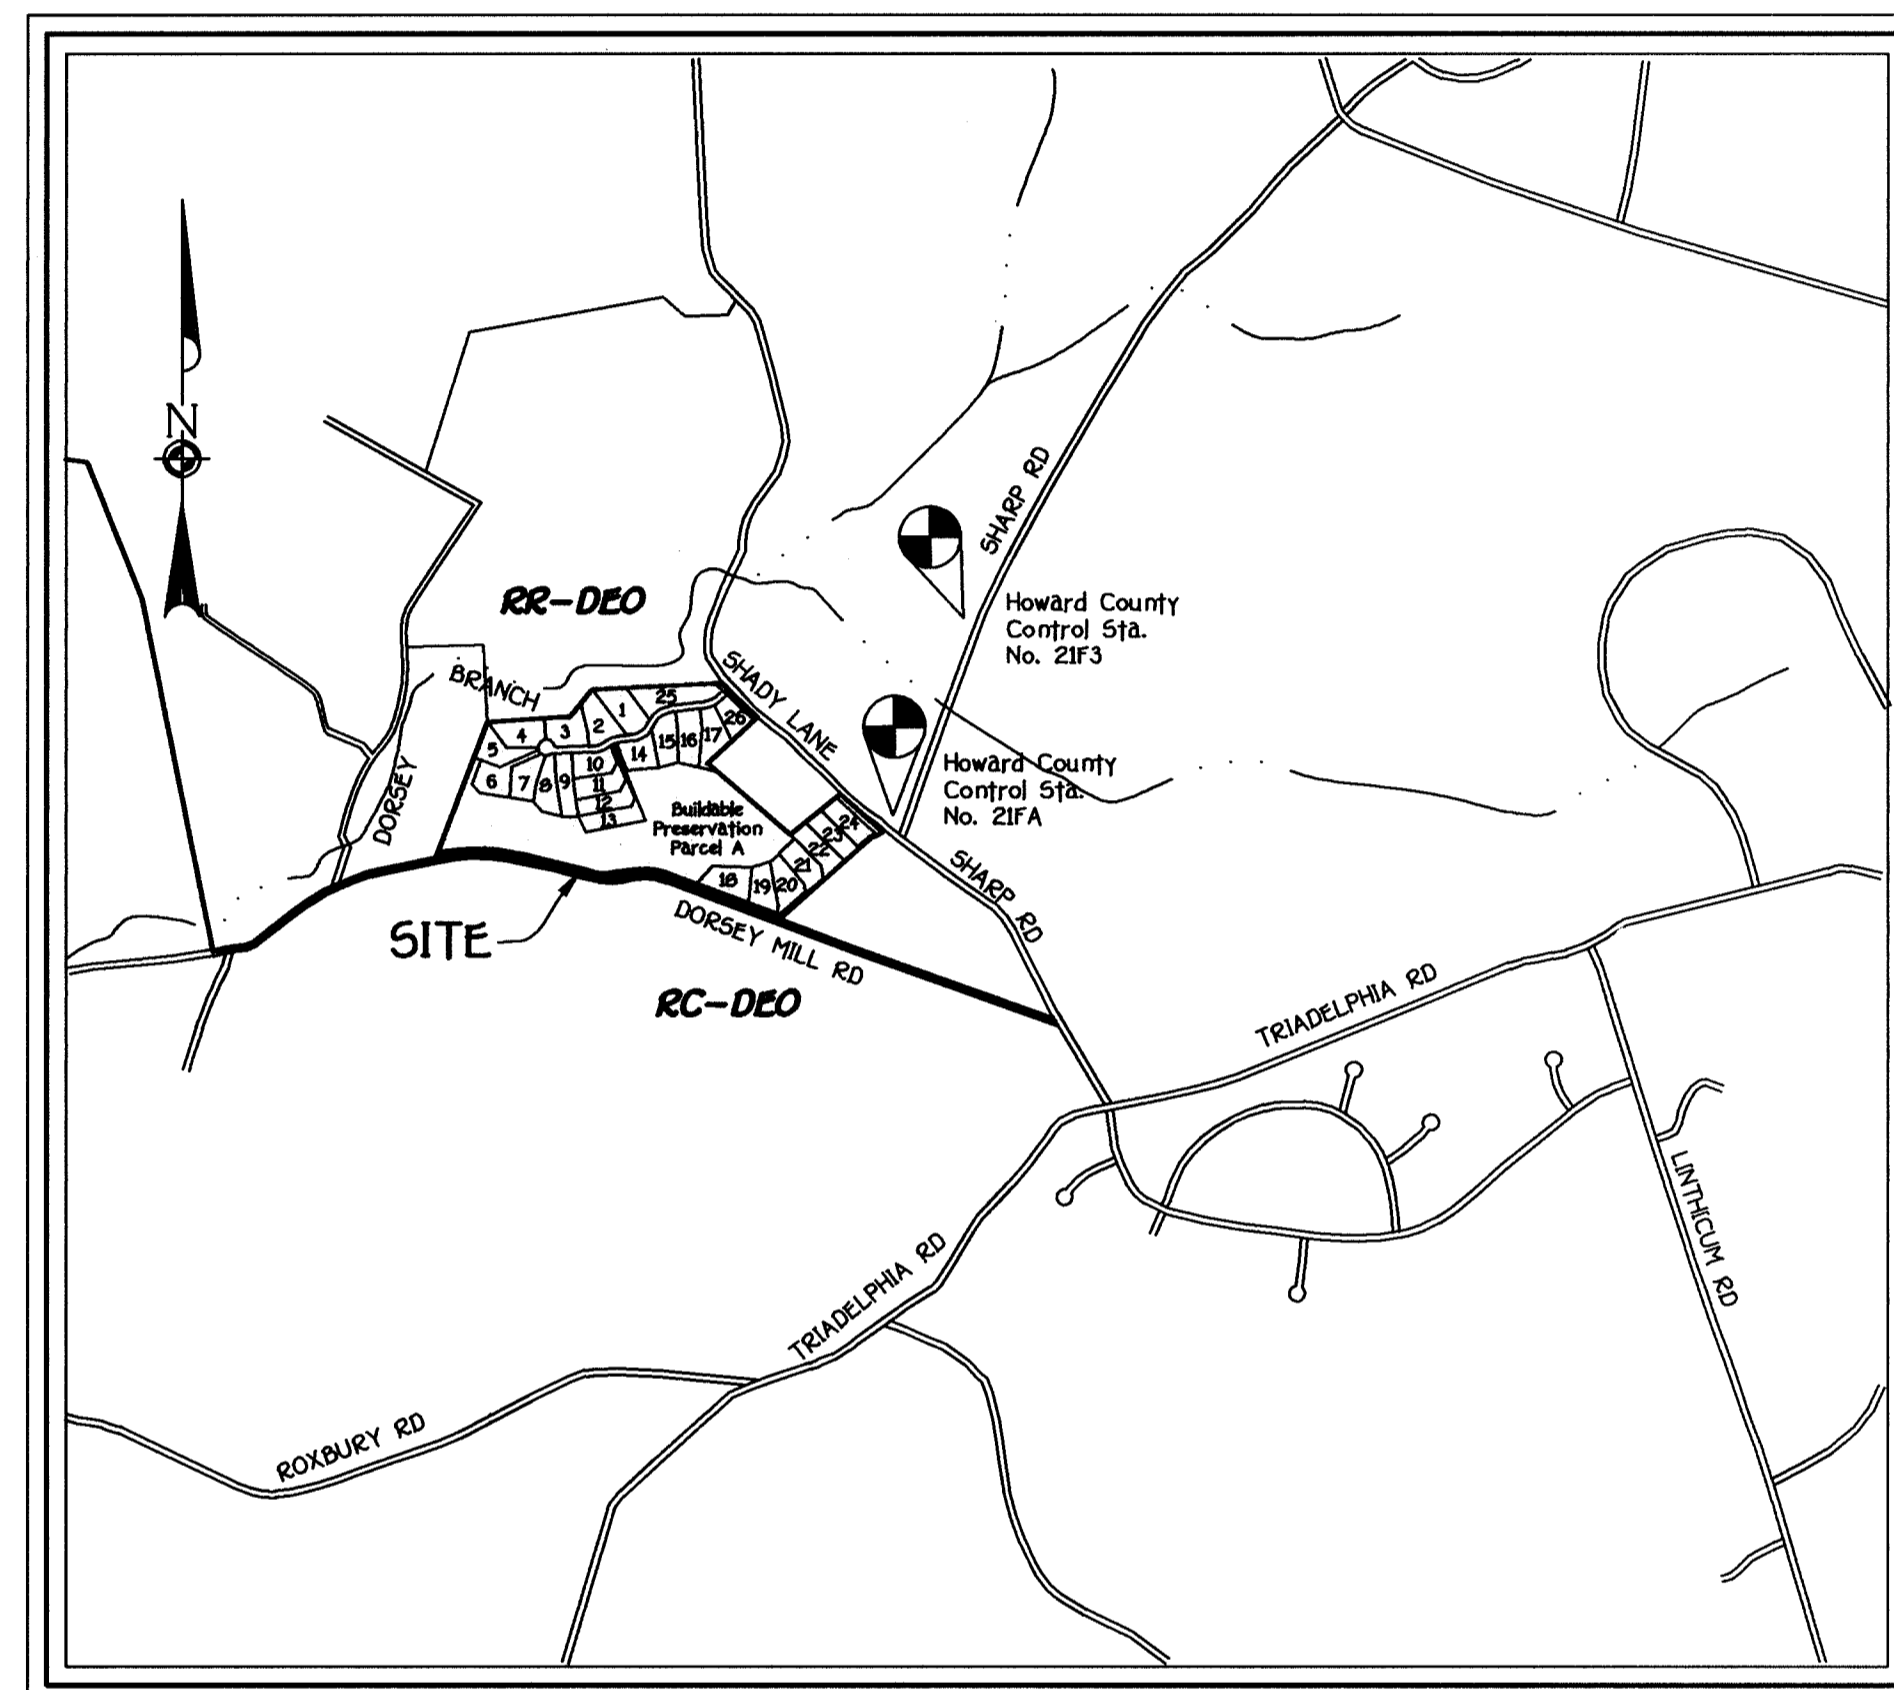 N
SHARP RD
RR-DEO
Howard County
Control Sta.
No. 21F3
BRANCH
SHADY LANE
25
1
26
2
3
4
5
14
15
16
17
6
7
8
9
10
11
12
13
DORSEY
Howard County
Control Sta.
No. 21FA
Buildable
Preservation
Parcel A
24
23
22
21
20
19
18
SHARP RD
SITE
DORSEY MILL RD
RC-DEO
TRIADELPHIA RD
LINTHICUM RD
TRIADELPHIA RD
ROXBURY RD